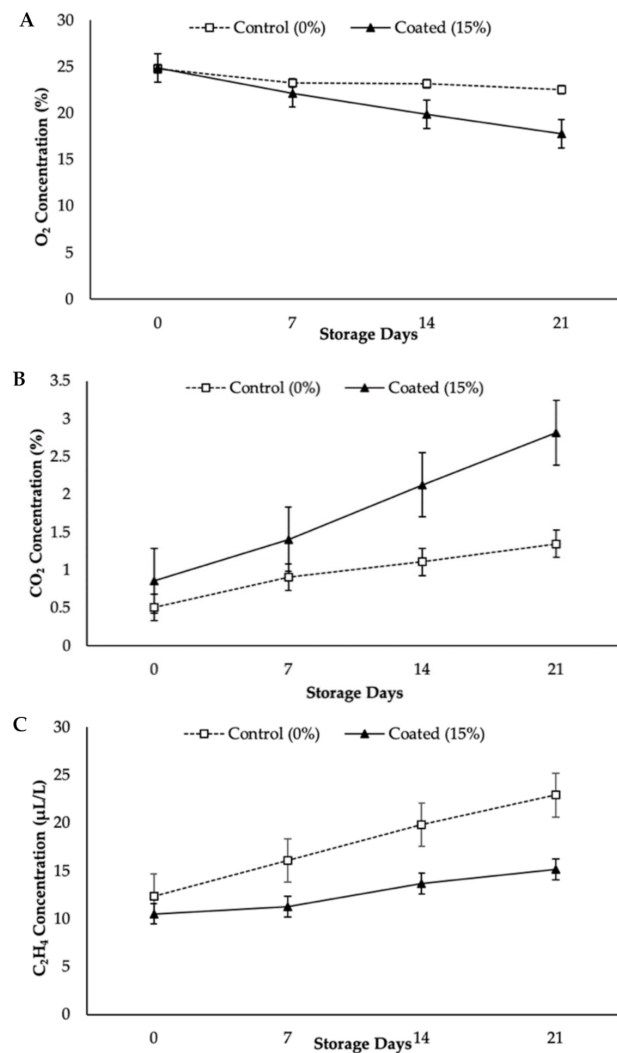 A
Control (0%)
Coated (15%)
O₂ Concentration (%)
30
25
20
15
10
5
0
0
7
14
21
Storage Days
B
Control (0%)
Coated (15%)
CO₂ Concentration (%)
3.5
3
2.5
2
1.5
1
0.5
0
0
7
14
21
Storage Days
C
Control (0%)
Coated (15%)
C₂H₄ Concentration (µL/L)
30
25
20
15
10
5
0
0
7
14
21
Storage Days